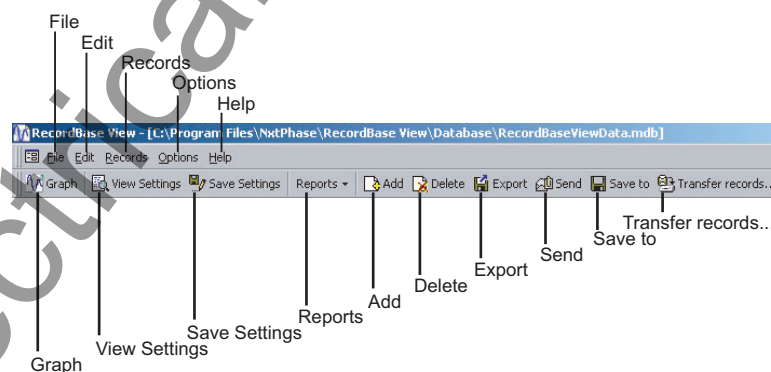 File
Edit
Records
Options
Help
RecordBase View - [C:\Program Files\NxtPhase\RecordBase View\Database\RecordBaseViewData.mdb]
File Edit Records Options Help
Graph View Settings Save Settings Reports Add Delete Export Send Save to Transfer records...
Transfer records...
Save to
Send
Export
Delete
Add
Reports
Save Settings
View Settings
Graph
ectrical